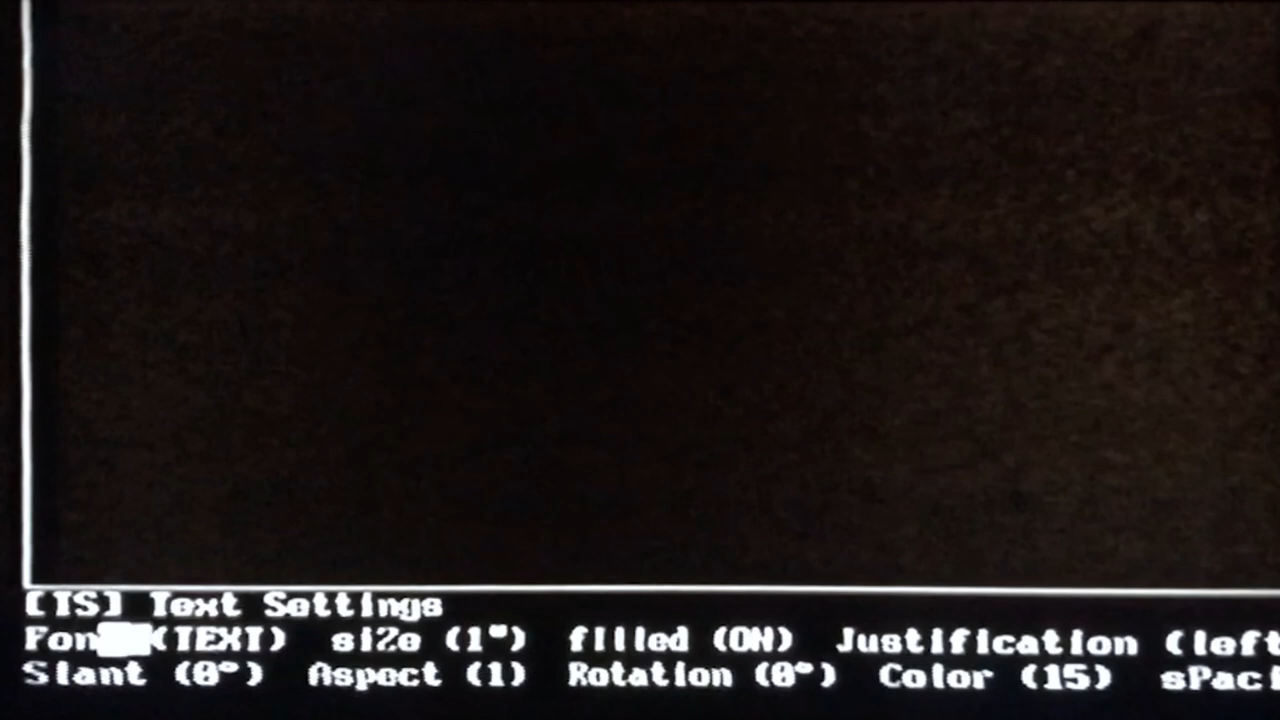 [TS] Text Settings
Fon (TEXT) siZe (1") fIlled (ON) Justification (left
Slant (0°) Aspect (1) Rotation (0°) Color (15) sPaci